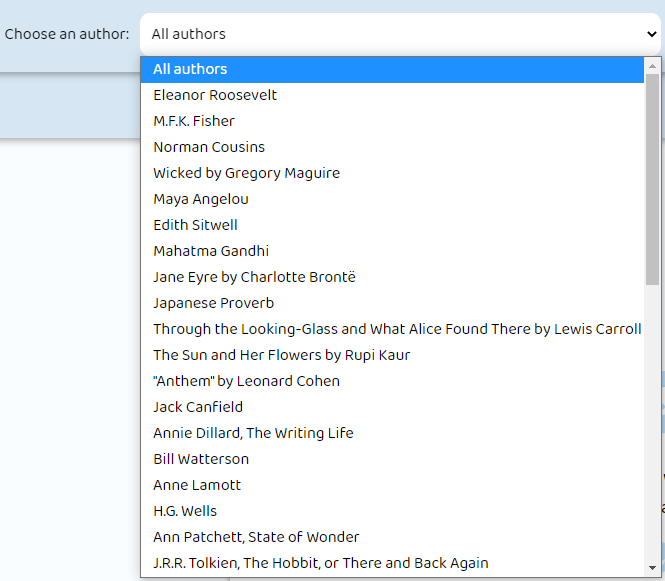 Choose an author: All authors
All authors
Eleanor Roosevelt
M.F.K. Fisher
Norman Cousins
Wicked by Gregory Maguire
Maya Angelou
Edith Sitwell
Mahatma Gandhi
Jane Eyre by Charlotte Brontë
Japanese Proverb
Through the Looking-Glass and What Alice Found There by Lewis Carroll
The Sun and Her Flowers by Rupi Kaur
"Anthem" by Leonard Cohen
Jack Canfield
Annie Dillard, The Writing Life
Bill Watterson
Anne Lamott
H.G. Wells
Ann Patchett, State of Wonder
J.R.R. Tolkien, The Hobbit, or There and Back Again